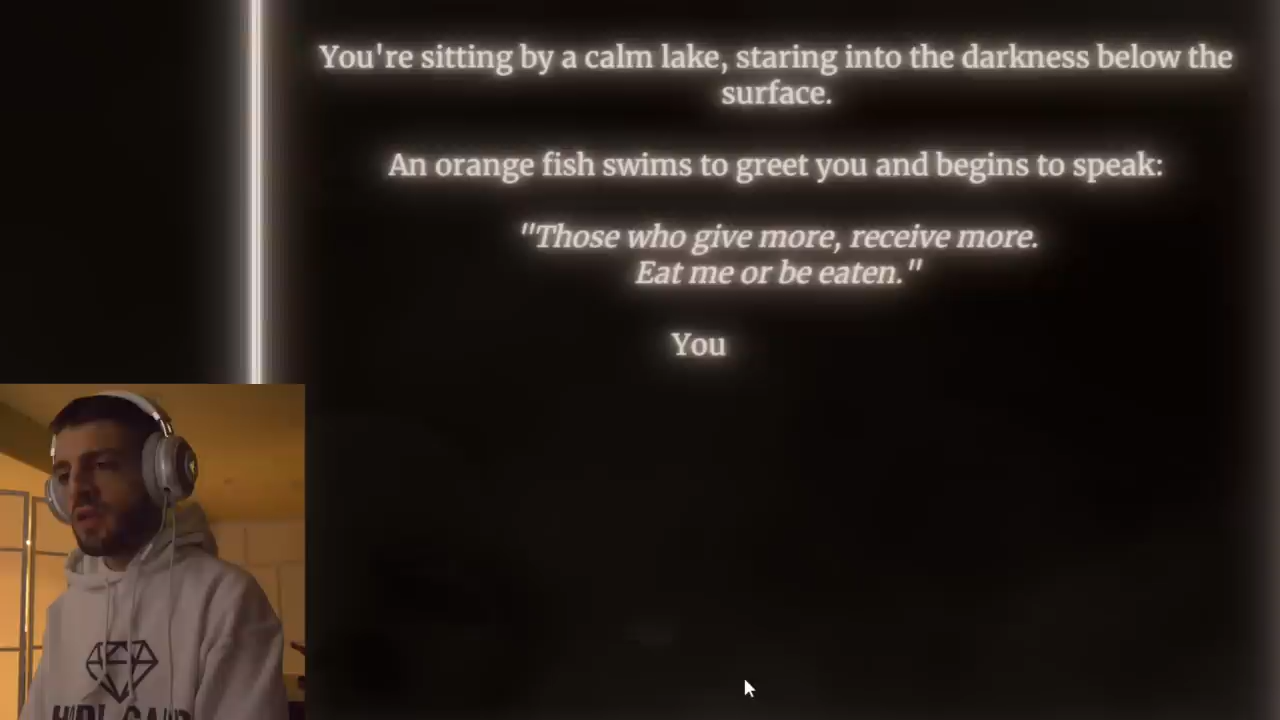 You're sitting by a calm lake, staring into the darkness below the
surface.
An orange fish swims to greet you and begins to speak:
"Those who give more, receive more.
Eat me or be eaten."
You